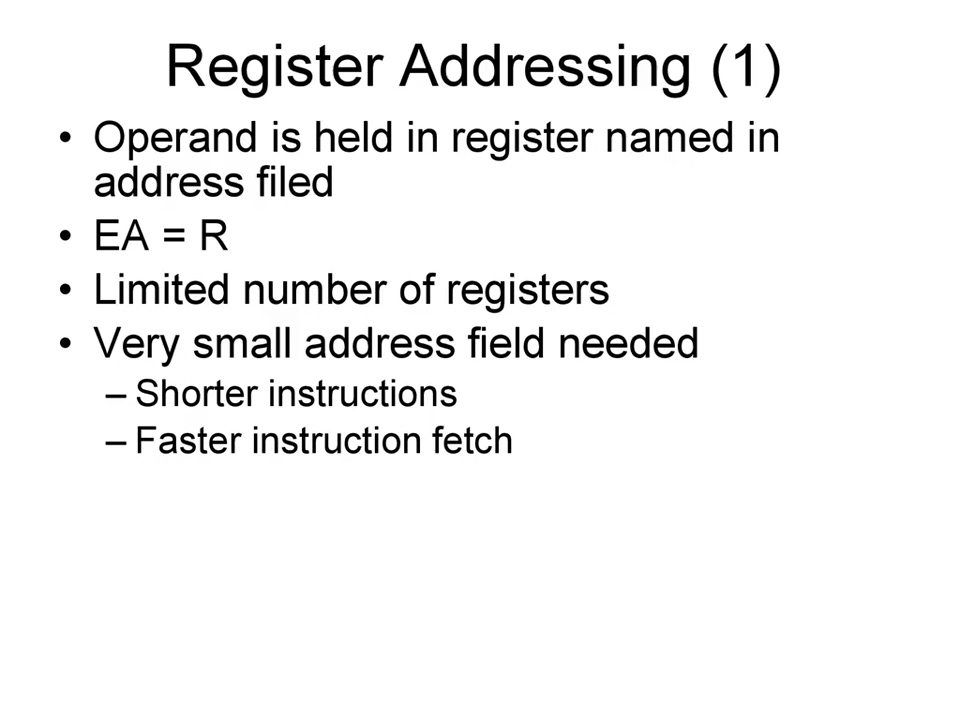 Register Addressing (1)
• Operand is held in register named in
address filed
• EA = R
• Limited number of registers
• Very small address field needed
– Shorter instructions
– Faster instruction fetch